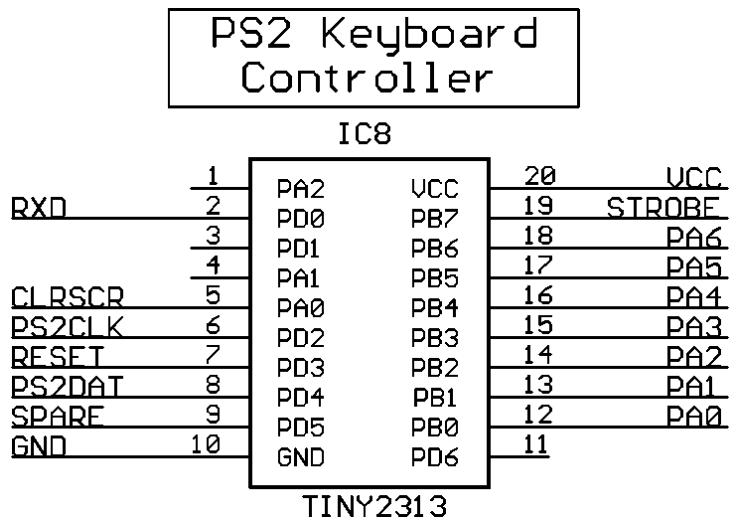 PS2 Keyboard
Controller
IC8
1 PA2 VCC 20 VCC
RXD 2 PD0 PB7 19 STROBE
3 PD1 PB6 18 PA6
4 PA1 PB5 17 PA5
CLRSCR 5 PA0 PB4 16 PA4
PS2CLK 6 PD2 PB3 15 PA3
RESET 7 PD3 PB2 14 PA2
PS2DAT 8 PD4 PB1 13 PA1
SPARE 9 PD5 PB0 12 PA0
GND 10 GND PD6 11
TINY2313